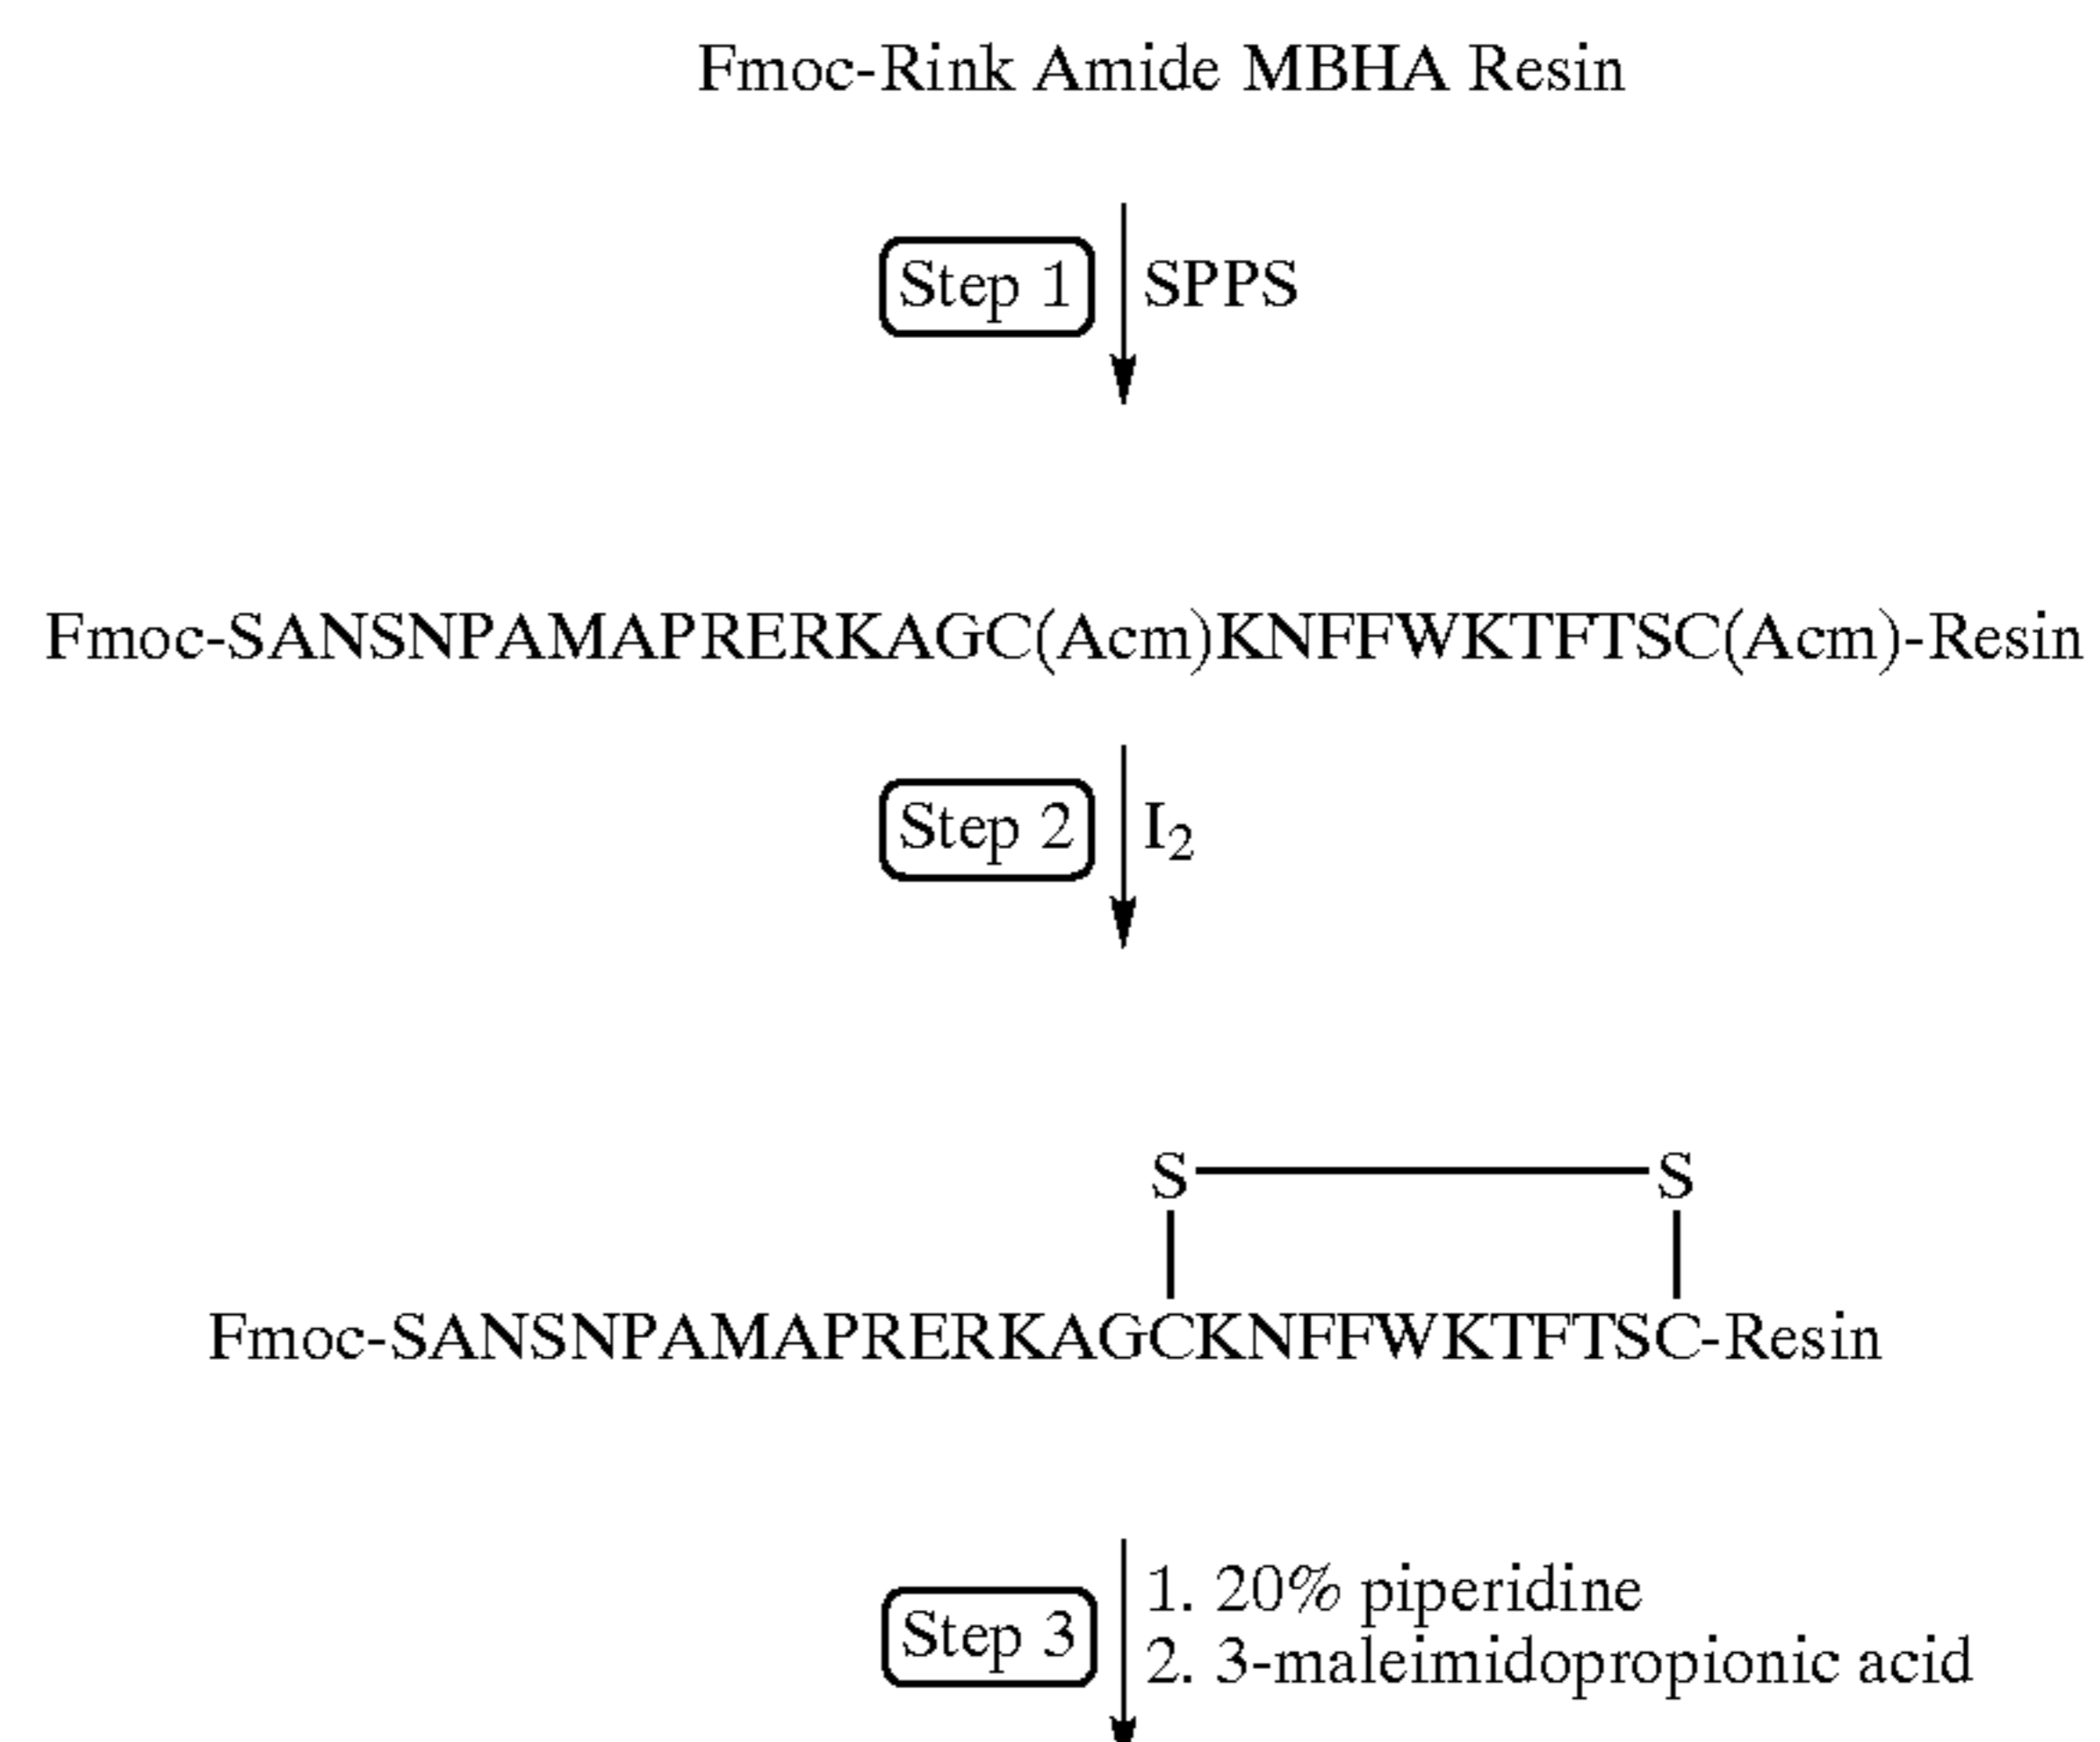 Fmoc-Rink Amide MBHA Resin
Step 1 SPPS
Fmoc-SANSNPAMAPRERKAGC(Acm)KNFFWKTFTSC(Acm)-Resin
Step 2 I₂
S S
Fmoc-SANSNPAMAPRERKAGCKNFFWKTFTSC-Resin
1. 20% piperidine
Step 3
2. 3-maleimidopropionic acid